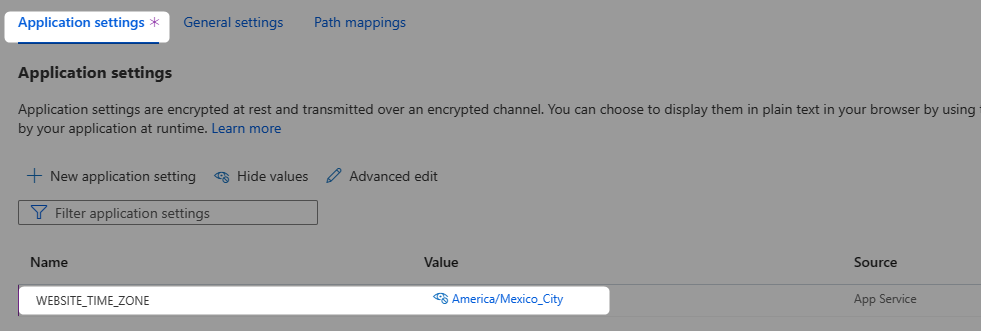 Application settings * General settings Path mappings
Application settings
Application settings are encrypted at rest and transmitted over an encrypted channel. You can choose to display them in plain text in your browser by using
by your application at runtime. Learn more
New application setting Hide values Advanced edit
Filter application settings
Name Value Source
WEBSITE_TIME_ZONE America/Mexico_City App Service